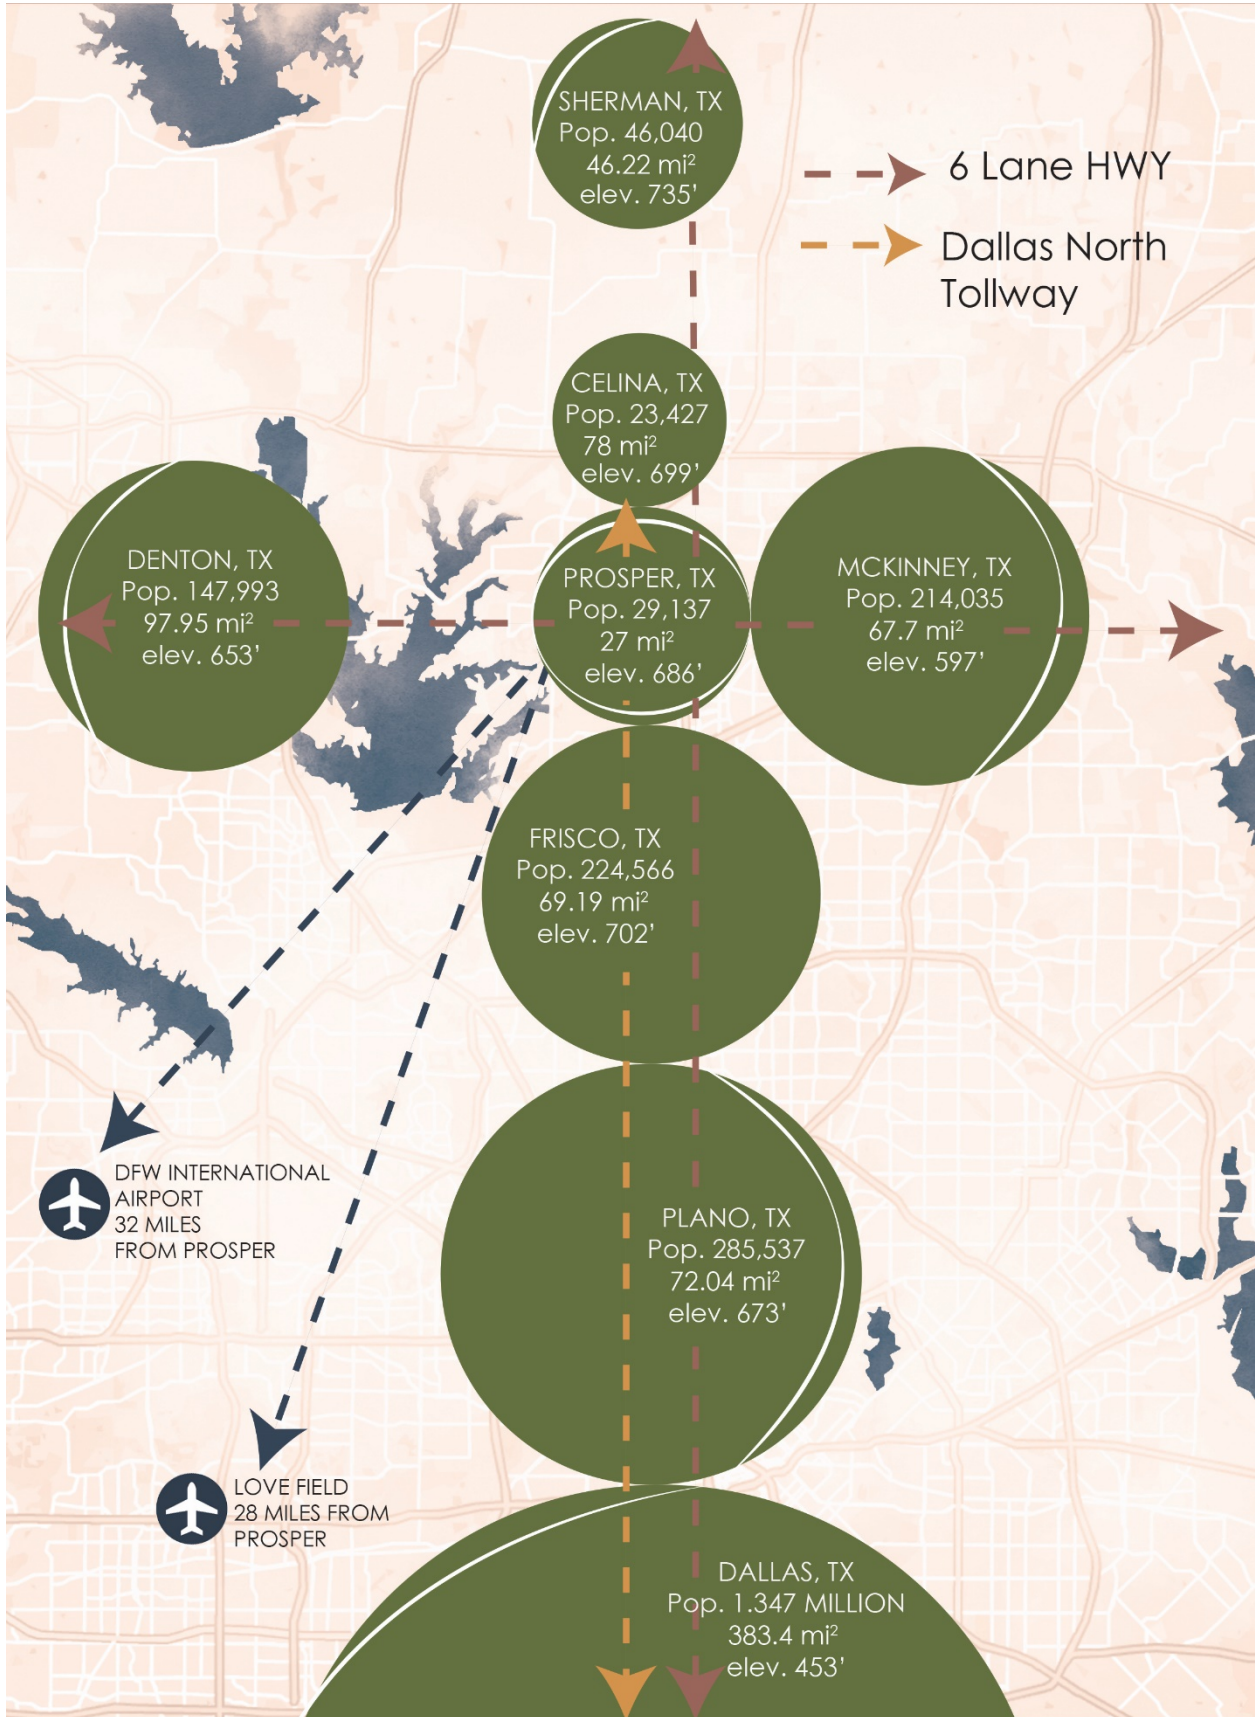 SHERMAN, TX
Pop. 46,040
46.22 mi²
elev. 735’
6 Lane HWY
Dallas North
Tollway
CELINA, TX
Pop. 23,427
78 mi²
elev. 699’
DENTON, TX
Pop. 147,993
97.95 mi²
elev. 653’
PROSPER, TX
Pop. 29,137
27 mi²
elev. 686’
MCKINNEY, TX
Pop. 214,035
67.7 mi²
elev. 597’
FRISCO, TX
Pop. 224,566
69.19 mi²
elev. 702’
DFW INTERNATIONAL
AIRPORT
32 MILES
FROM PROSPER
PLANO, TX
Pop. 285,537
72.04 mi²
elev. 673’
LOVE FIELD
28 MILES FROM
PROSPER
DALLAS, TX
Pop. 1.347 MILLION
383.4 mi²
elev. 453’